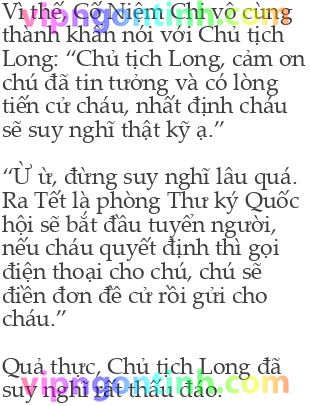 Vì thế, Cố Niệm Chi vô cùng
thành khẩn nói với Chủ tịch
Long: “Chủ tịch Long, cảm ơn
chú đã tin tưởng và có lòng
tiến cử cháu, nhất định cháu
sẽ suy nghĩ thật kỹ ạ.”
“Ừ ừ, đừng suy nghĩ lâu quá.
Ra Tết là phòng Thư ký Quốc
hội sẽ bắt đầu tuyển người,
nếu cháu quyết định thì gọi
điện thoại cho chú, chú sẽ
điền đơn đề cử rồi gửi cho
cháu.”
Quả thực, Chủ tịch Long đã
suy nghĩ rất thấu đáo.
vipngontinh.com
vipngontinh.com